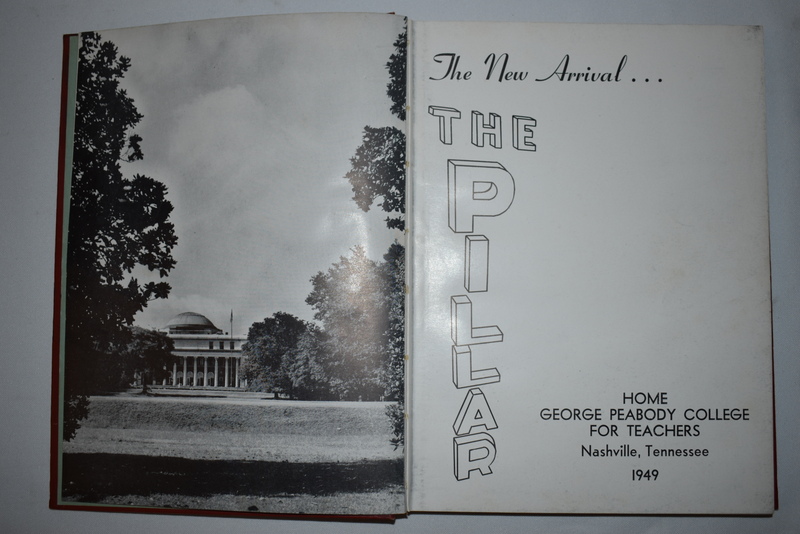 The New Arrival...
THE
PILLAR
HOME
GEORGE PEABODY COLLEGE
FOR TEACHERS
Nashville, Tennessee
1949